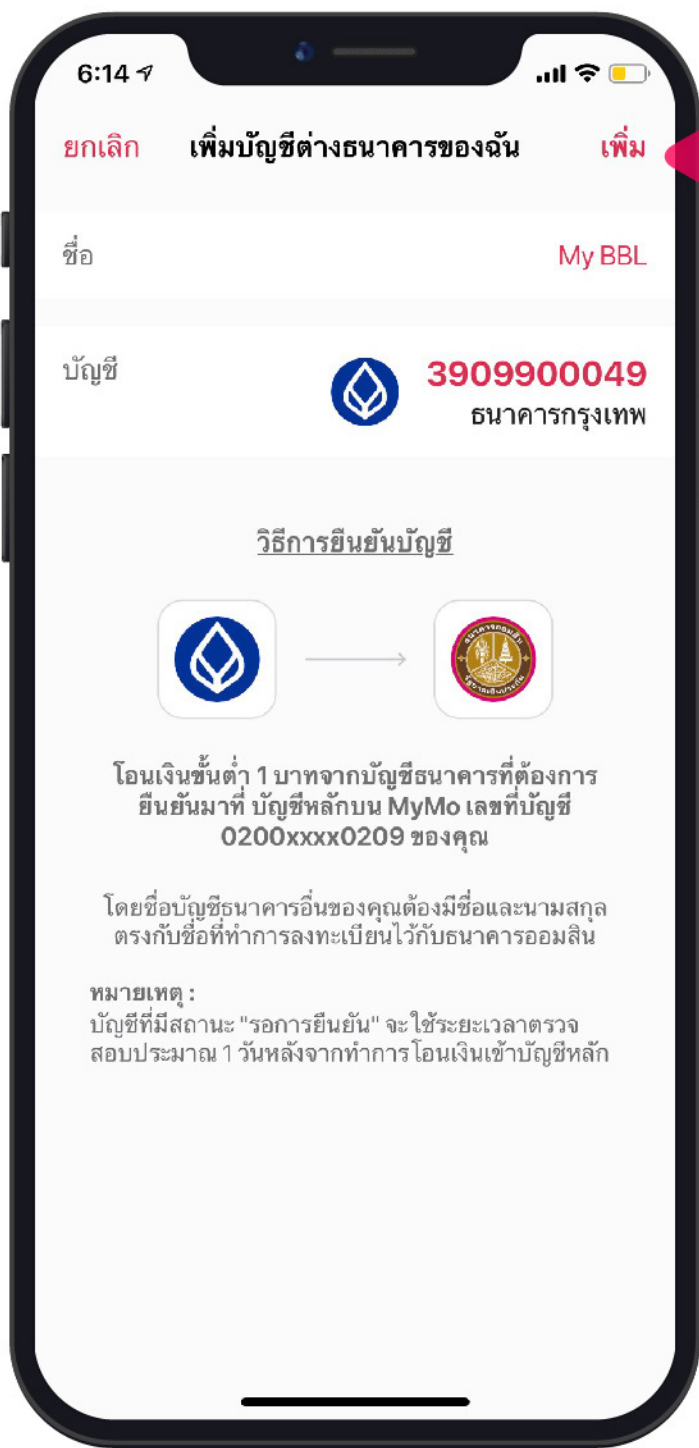 6:14
ยกเลิก เพิ่มบัญชีต่างธนาคารของฉัน เพิ่ม
ชื่อ My BBL
บัญชี 3909900049
ธนาคารกรุงเทพ
วิธีการยืนยันบัญชี
โอนเงินขั้นต่ำ 1 บาทจากบัญชีธนาคารที่ต้องการ
ยืนยันมาที่ บัญชีหลักบน MyMo เลขที่บัญชี
0200xxxx0209 ของคุณ
โดยชื่อบัญชีธนาคารอื่นของคุณต้องมีชื่อและนามสกุล
ตรงกับชื่อที่ทำการลงทะเบียนไว้กับธนาคารออมสิน
หมายเหตุ :
บัญชีที่มีสถานะ "รอการยืนยัน" จะใช้ระยะเวลาตรวจ
สอบประมาณ 1 วันหลังจากทำการโอนเงินเข้าบัญชีหลัก